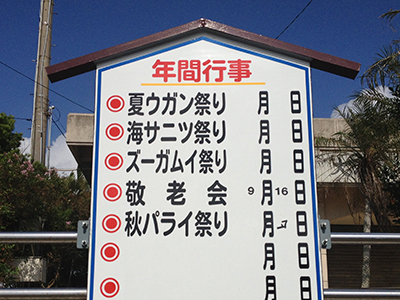 年間行事
夏ウガン祭り 月 日
海サニツ祭り 月 日
ズーガムイ祭り 月 日
敬老会 9月16日
秋パライ祭り 月 日
月 日
月 日